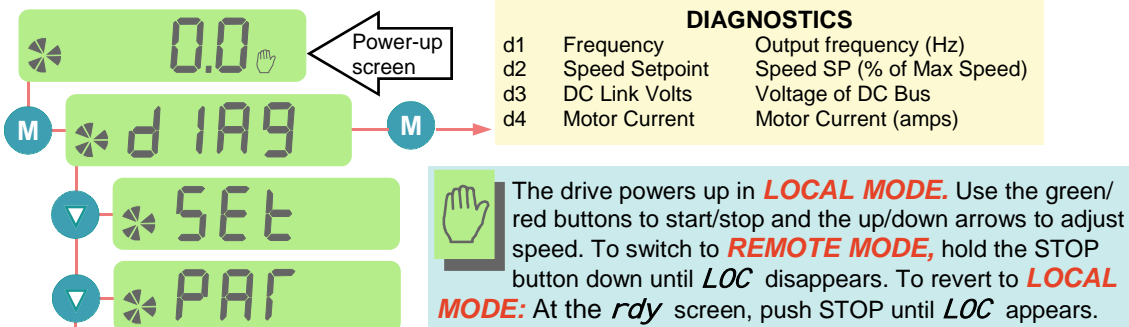 0.0
Power-up
screen
M
dIAg
M
SEt
PAr
DIAGNOSTICS
d1 Frequency Output frequency (Hz)
d2 Speed Setpoint Speed SP (% of Max Speed)
d3 DC Link Volts Voltage of DC Bus
d4 Motor Current Motor Current (amps)
The drive powers up in LOCAL MODE. Use the green/
red buttons to start/stop and the up/down arrows to adjust
speed. To switch to REMOTE MODE, hold the STOP
button down until LOC disappears. To revert to LOCAL
MODE: At the rdy screen, push STOP until LOC appears.